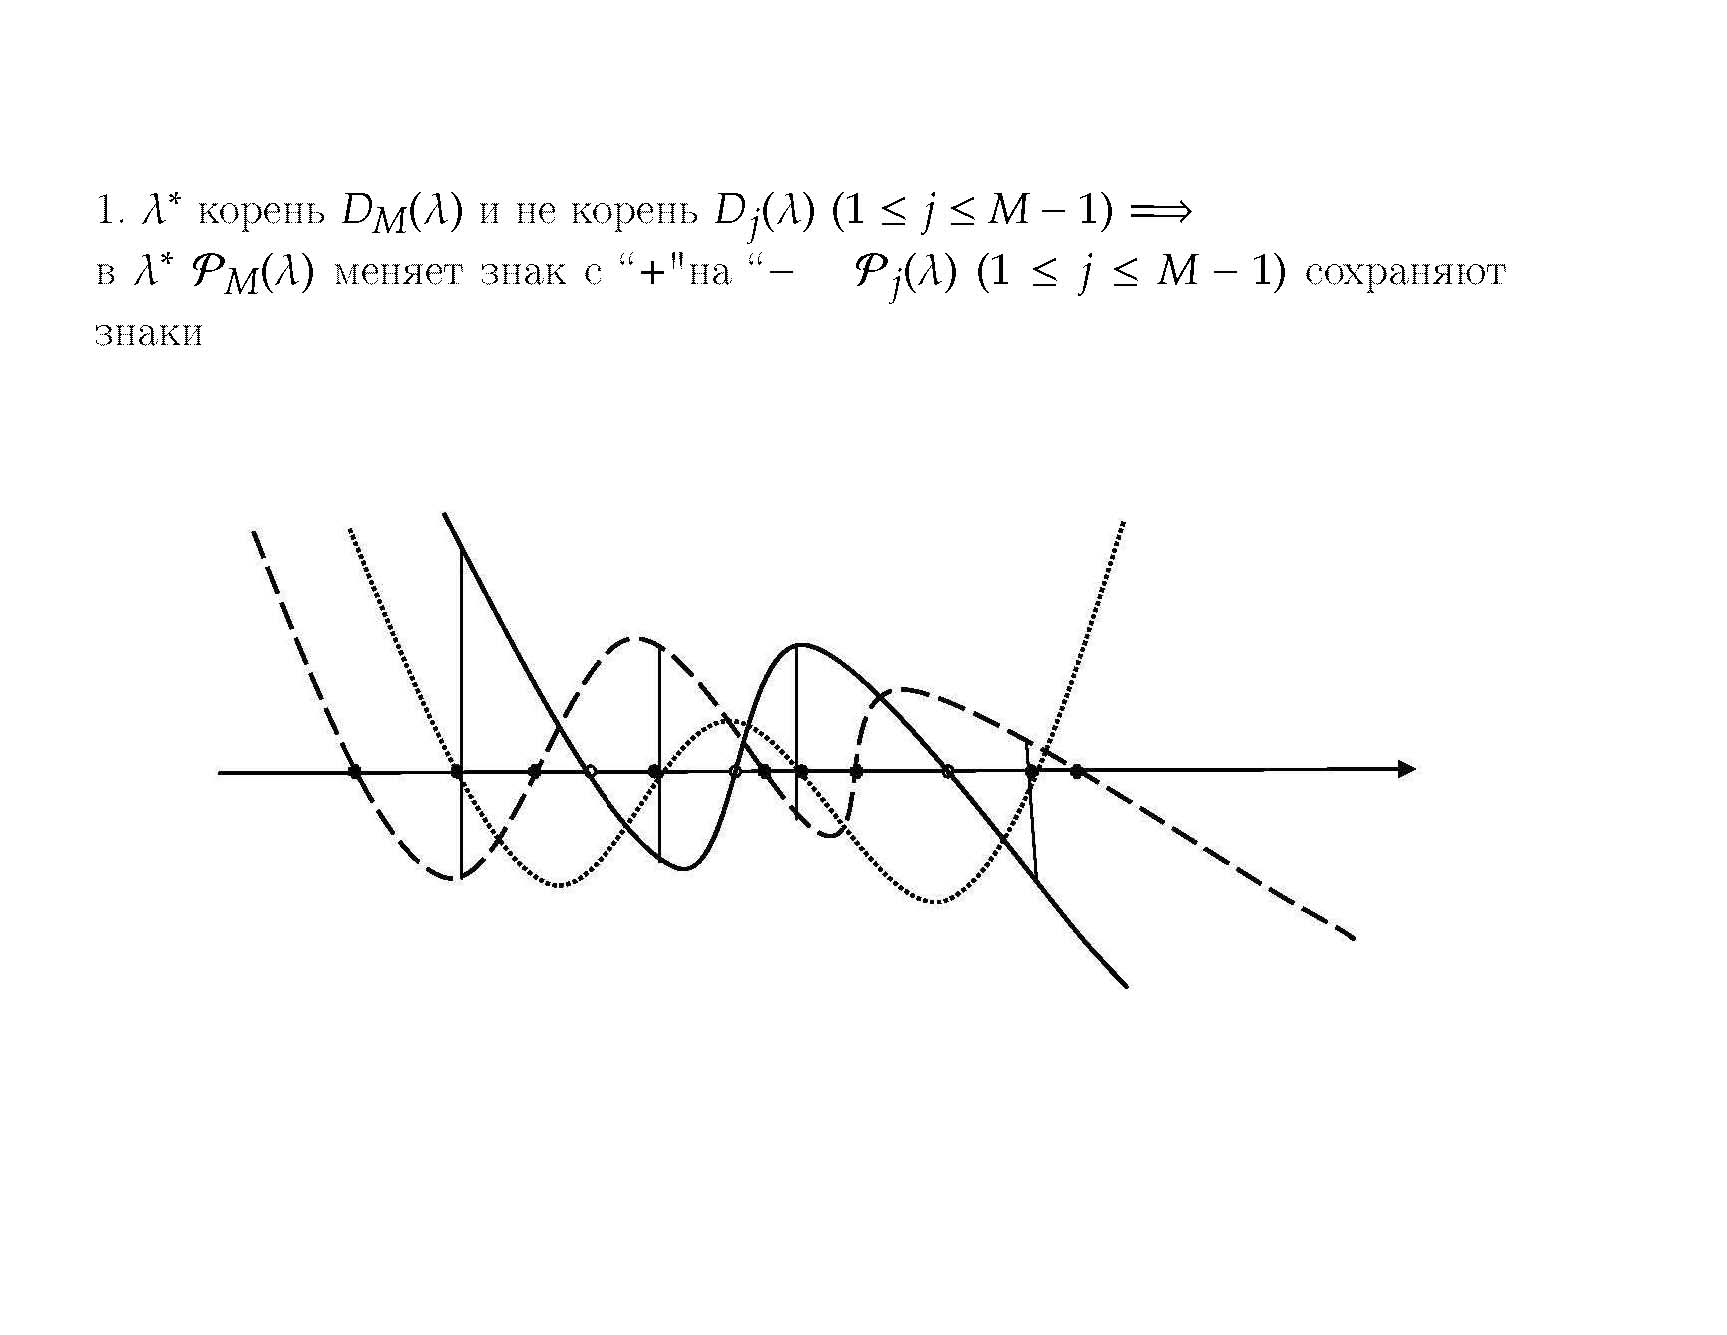 1. λ* корень D_M(λ) и не корень D_j(λ) (1 ≤ j ≤ M − 1) ⟹
в λ* 𝒫_M(λ) меняет знак с “+"на “− 𝒫_j(λ) (1 ≤ j ≤ M − 1) сохраняют
знаки